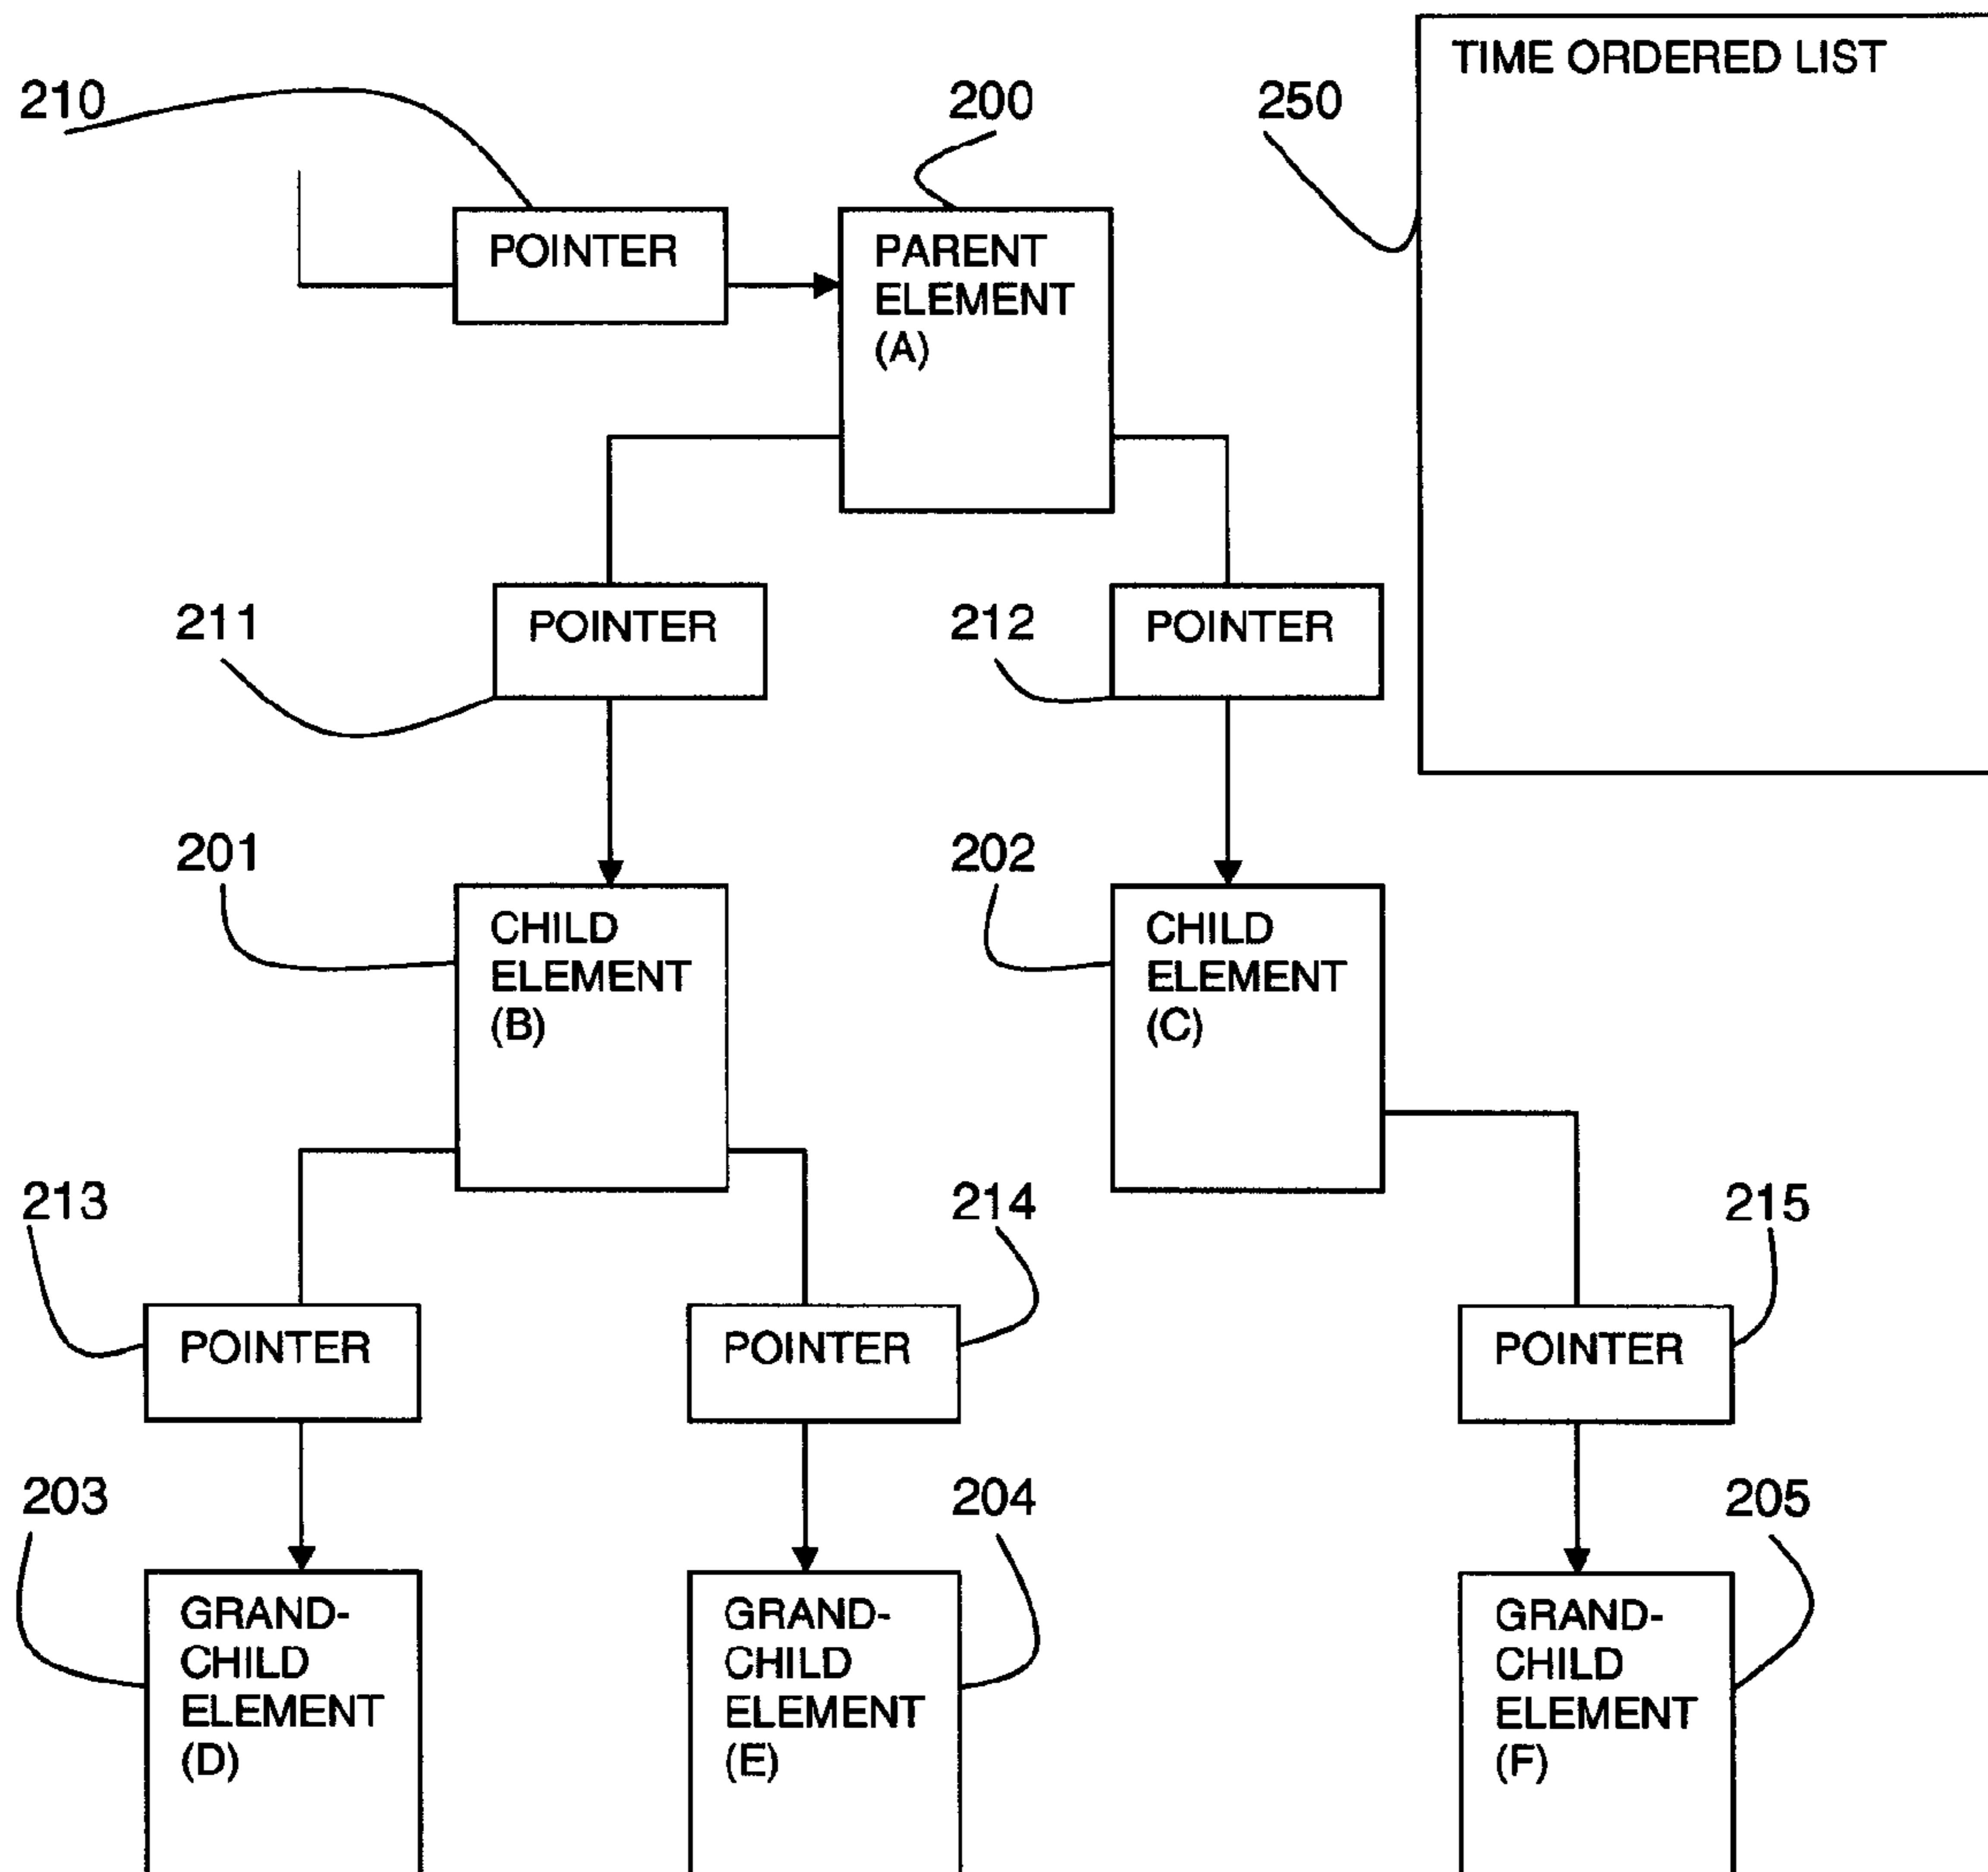 TIME ORDERED LIST
210
200
250
POINTER
PARENT
ELEMENT
(A)
211
POINTER
212
POINTER
201
202
CHILD
ELEMENT
(B)
CHILD
ELEMENT
(C)
213
214
215
POINTER
POINTER
POINTER
203
204
205
GRAND-
CHILD
ELEMENT
(D)
GRAND-
CHILD
ELEMENT
(E)
GRAND-
CHILD
ELEMENT
(F)